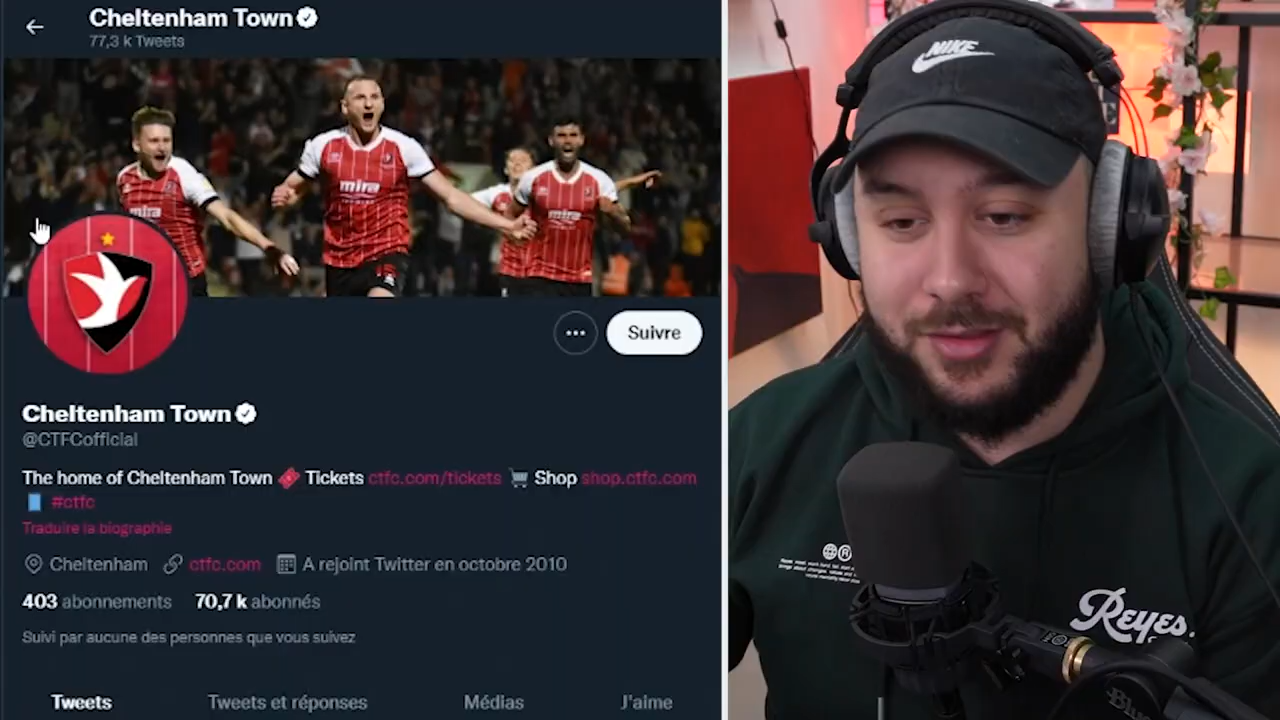 Cheltenham Town
77,3 k Tweets
mira
mira
mira
Suivre
Cheltenham Town
@CTFCofficial
The home of Cheltenham Town Tickets ctfc.com/tickets Shop shop.ctfc.com
#ctfc
Traduire la biographie
Cheltenham ctfc.com A rejoint Twitter en octobre 2010
403 abonnements 70,7 k abonnés
Suivi par aucune des personnes que vous suivez
Tweets Tweets et réponses Médias J'aime
NIKE
Reyes.
Blu